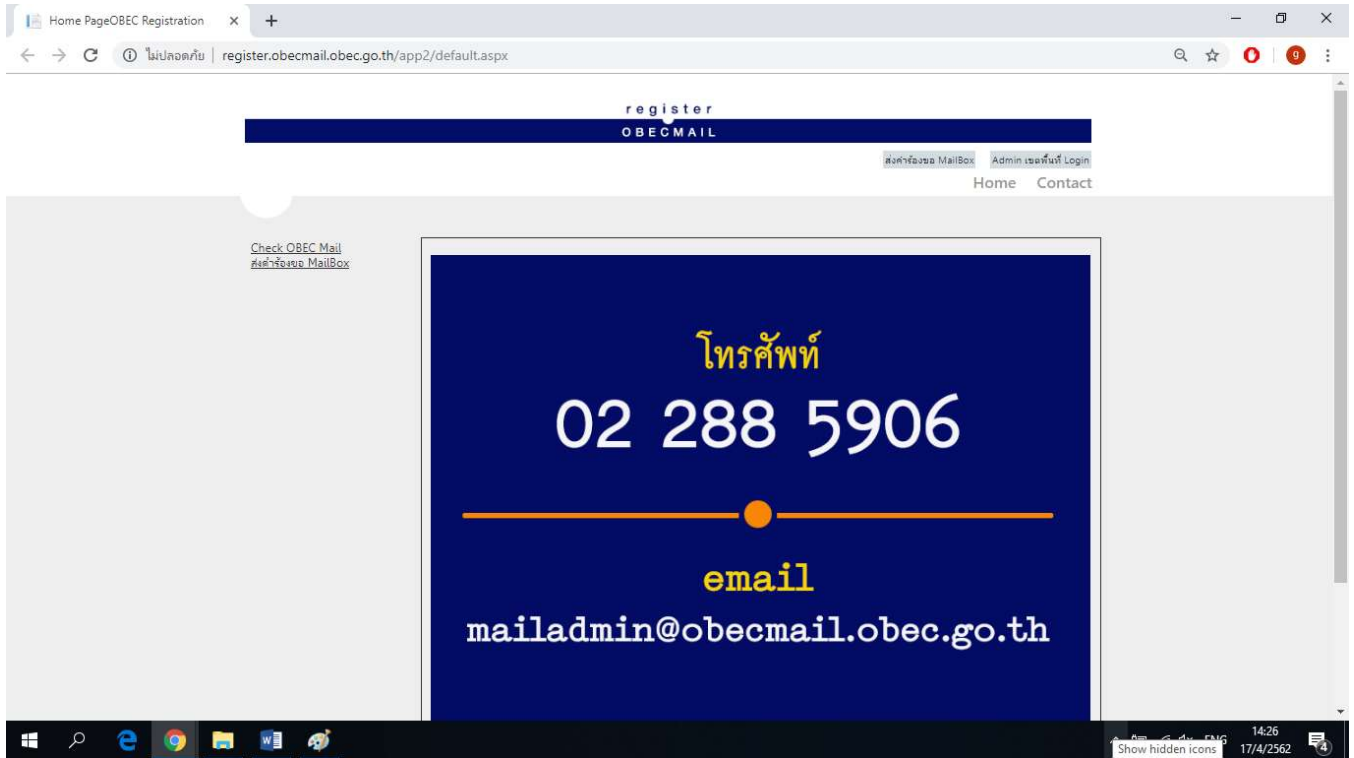 Home PageOBEC Registration
ไม่ปลอดภัย | register.obecmail.obec.go.th/app2/default.aspx
g
register
OBECMAIL
ส่งคำร้องขอ MailBox Admin เขตพื้นที่ Login
Home Contact
Check OBEC Mail
ส่งคำร้องขอ MailBox
โทรศัพท์
02 288 5906
email
mailadmin@obecmail.obec.go.th
ENG
14:26
Show hidden icons
17/4/2562
4